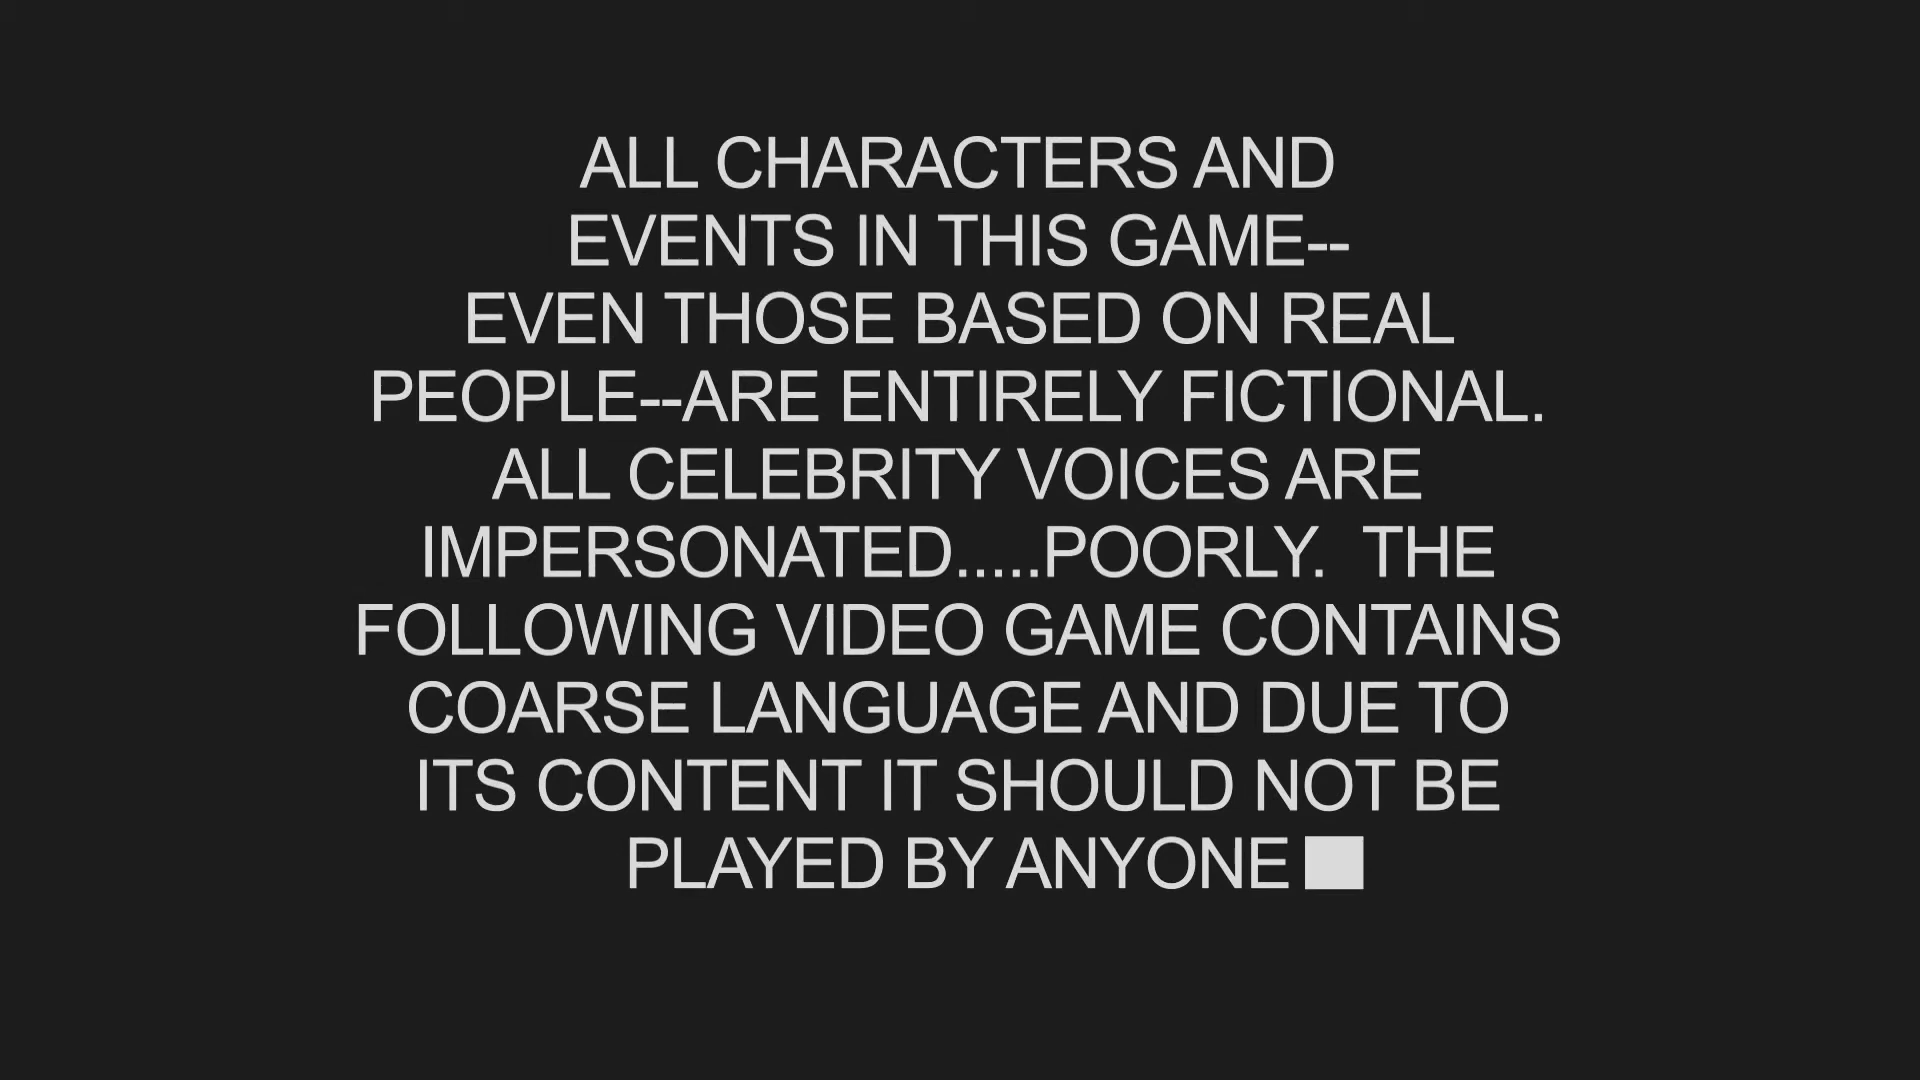 ALL CHARACTERS AND
EVENTS IN THIS GAME--
EVEN THOSE BASED ON REAL
PEOPLE--ARE ENTIRELY FICTIONAL.
ALL CELEBRITY VOICES ARE
IMPERSONATED.....POORLY.  THE
FOLLOWING VIDEO GAME CONTAINS
COARSE LANGUAGE AND DUE TO
ITS CONTENT IT SHOULD NOT BE
PLAYED BY ANYONE